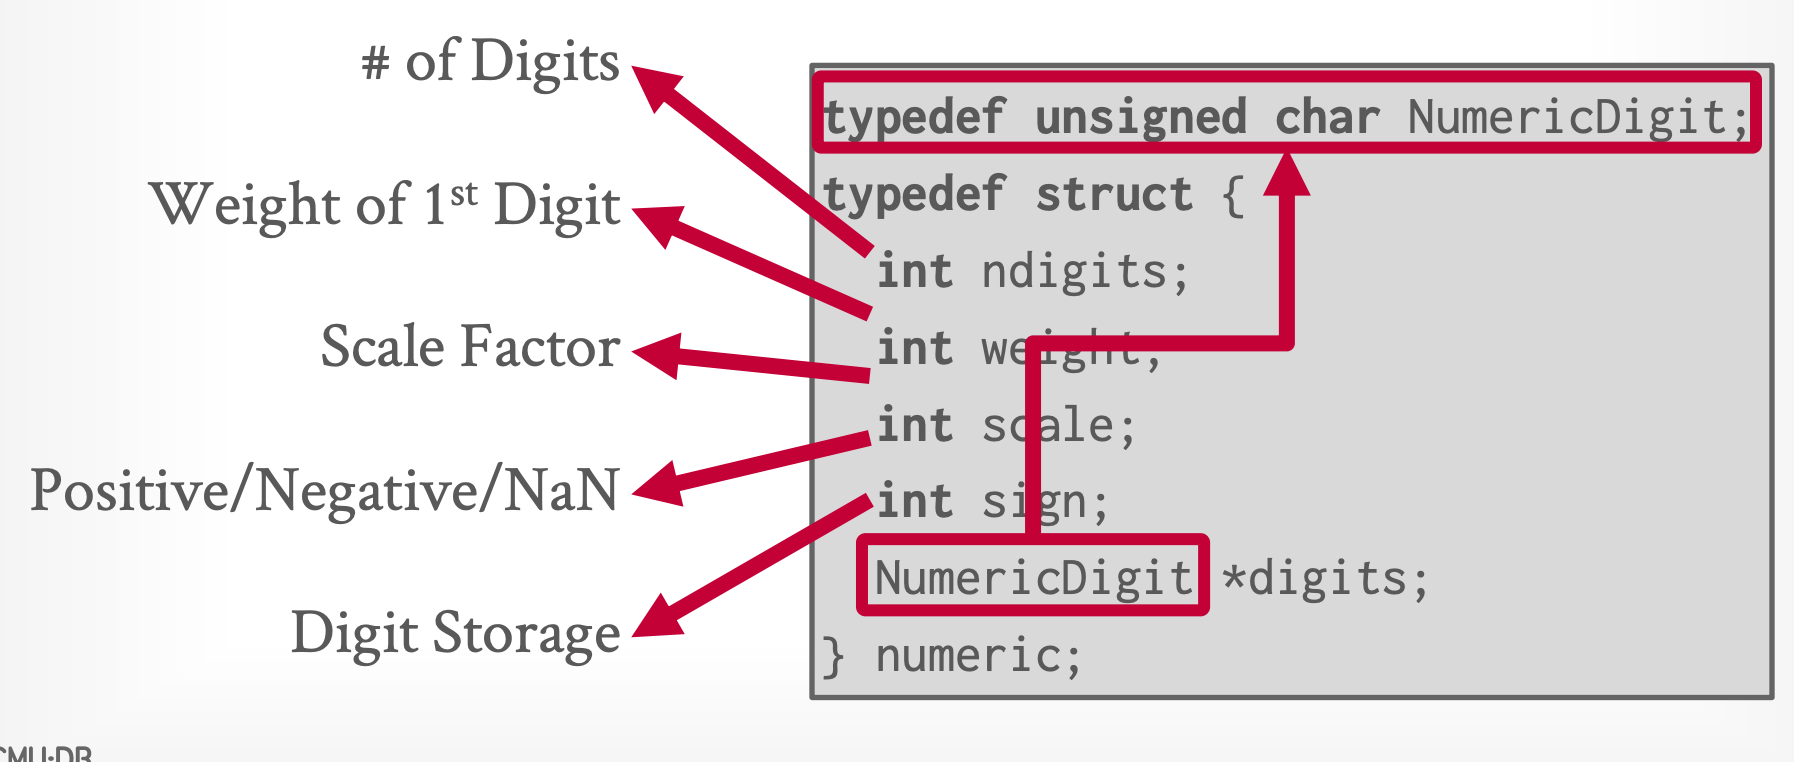 # of Digits
Weight of 1st Digit
Scale Factor
Positive/Negative/NaN
Digit Storage
typedef unsigned char NumericDigit;
typedef struct {
int ndigits;
int weight;
int scale;
int sign;
NumericDigit *digits;
} numeric;
CMU·DB